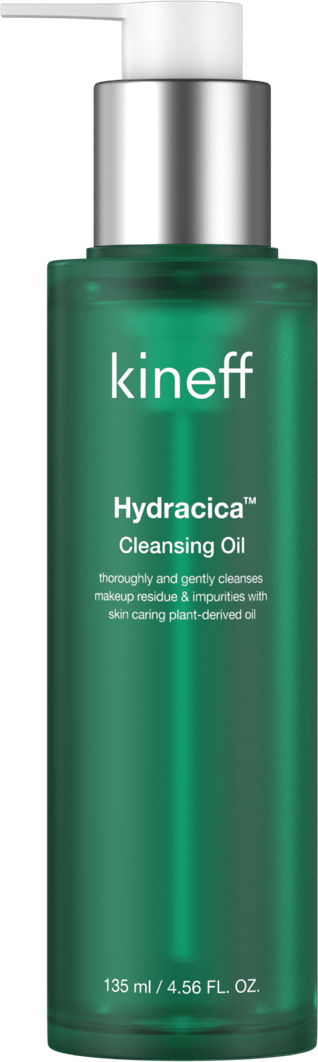 kineff
Hydracica™
Cleansing Oil
thoroughly and gently cleanses
makeup residue & impurities with
skin caring plant-derived oil
135 ml / 4.56 FL. OZ.